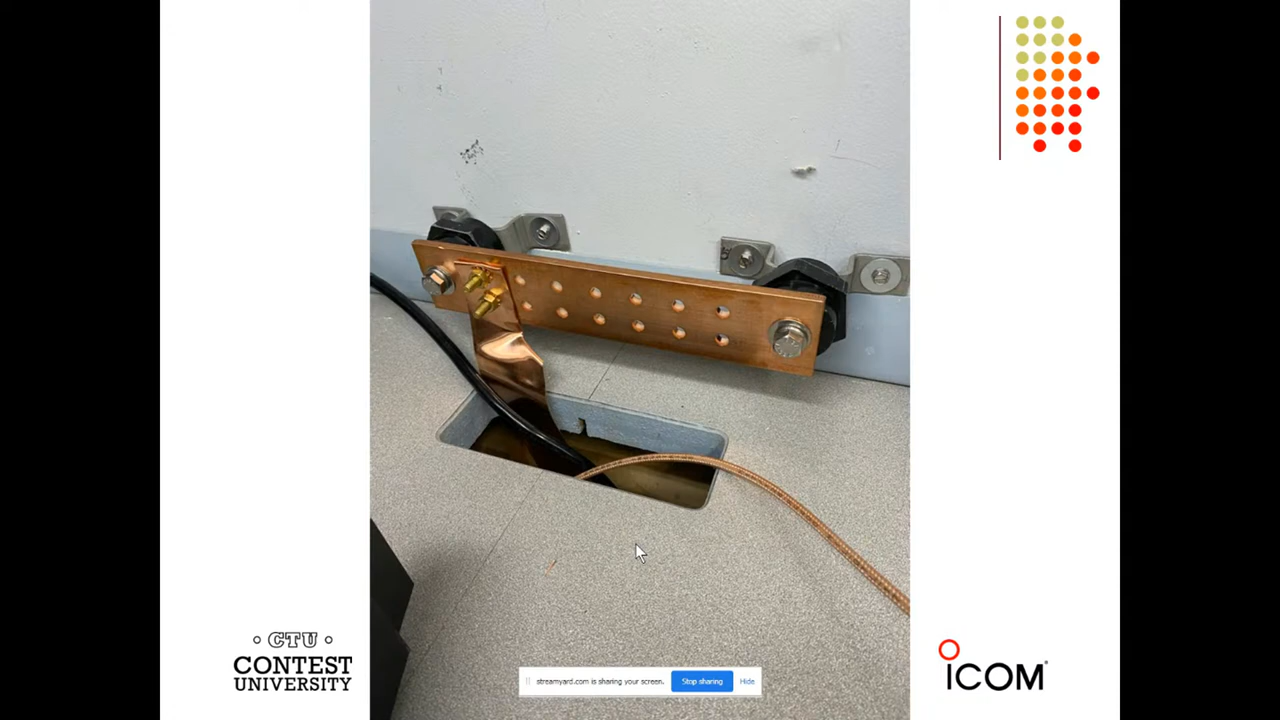 CTU
CONTEST
UNIVERSITY
streamyard.com is sharing your screen.
Stop sharing
Hide
ICOM